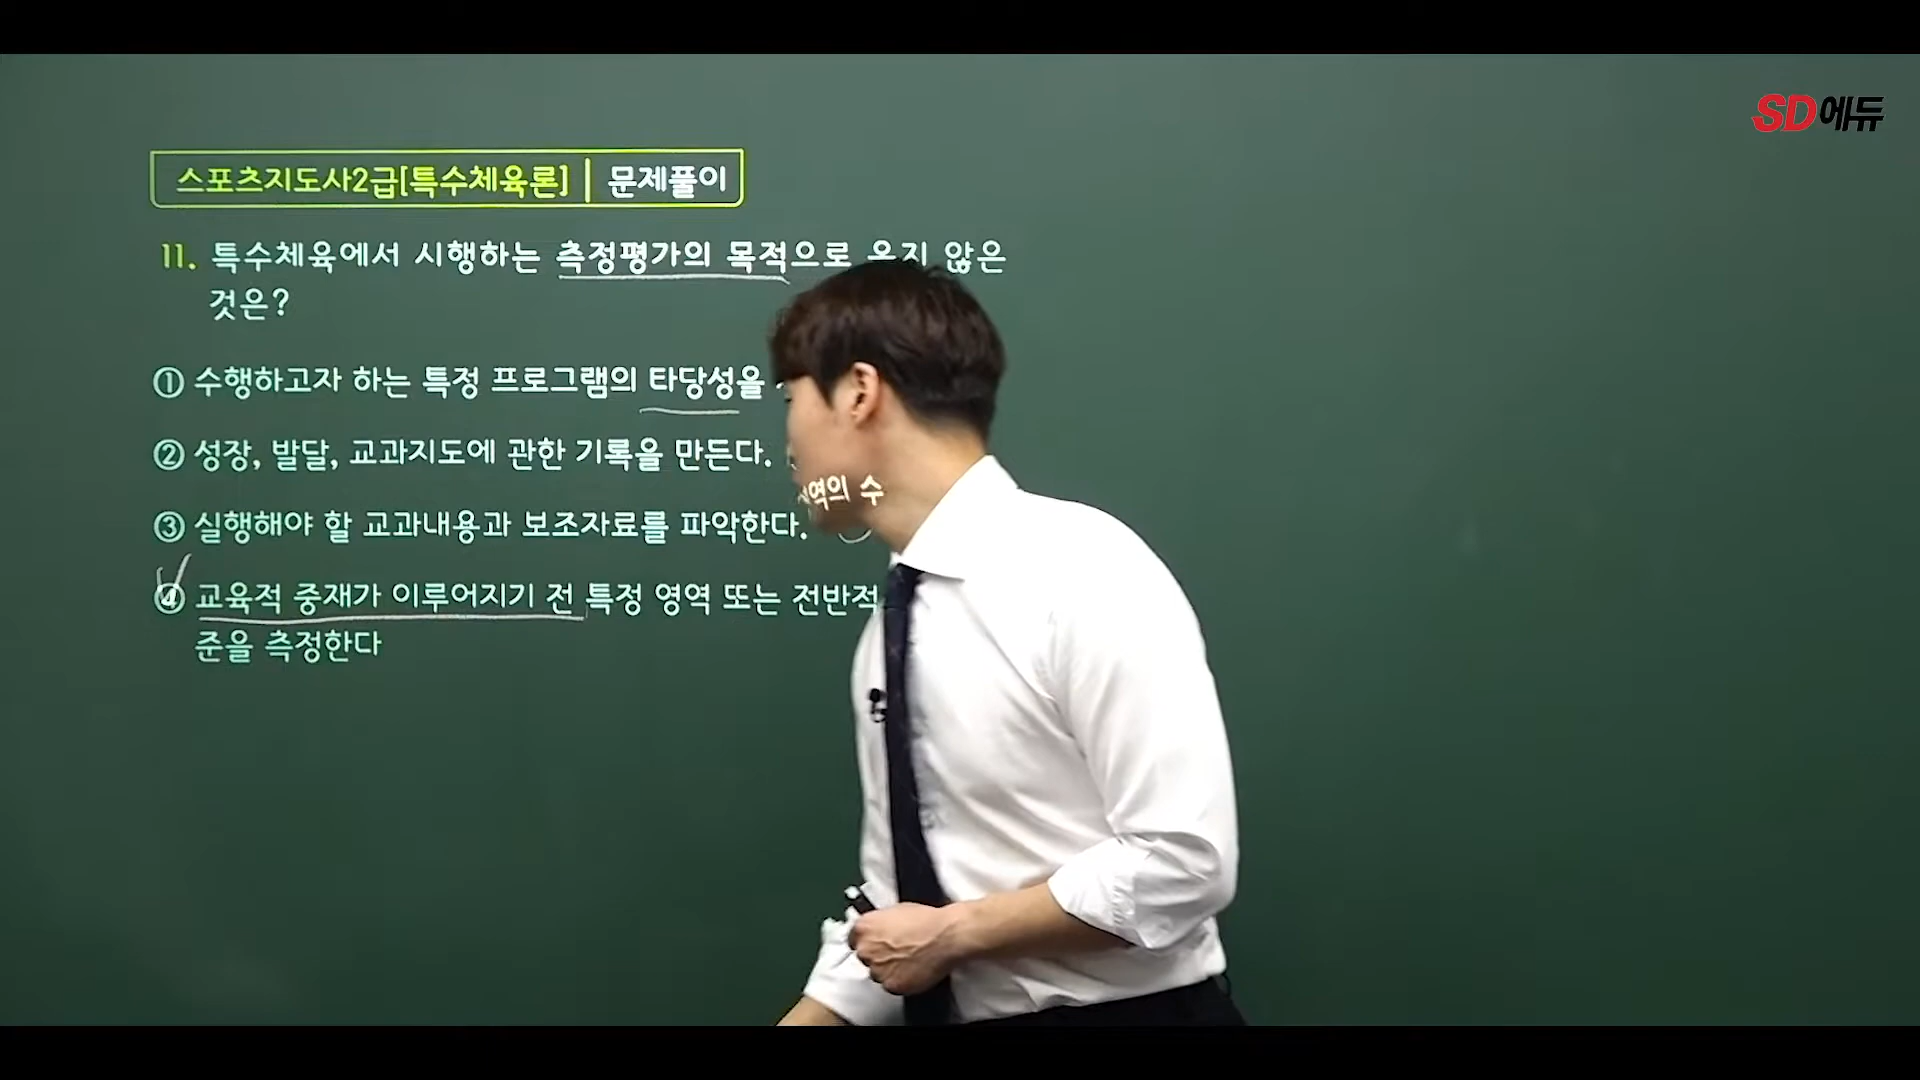 SD에듀
스포츠지도사2급[특수체육론] | 문제풀이
11. 특수체육에서 시행하는 측정평가의 목적으로 옳지 않은
것은?
① 수행하고자 하는 특정 프로그램의 타당성을
② 성장, 발달, 교과지도에 관한 기록을 만든다.
③ 실행해야 할 교과내용과 보조자료를 파악한다.
④ 교육적 중재가 이루어지기 전 특정 영역 또는 전반적
준을 측정한다